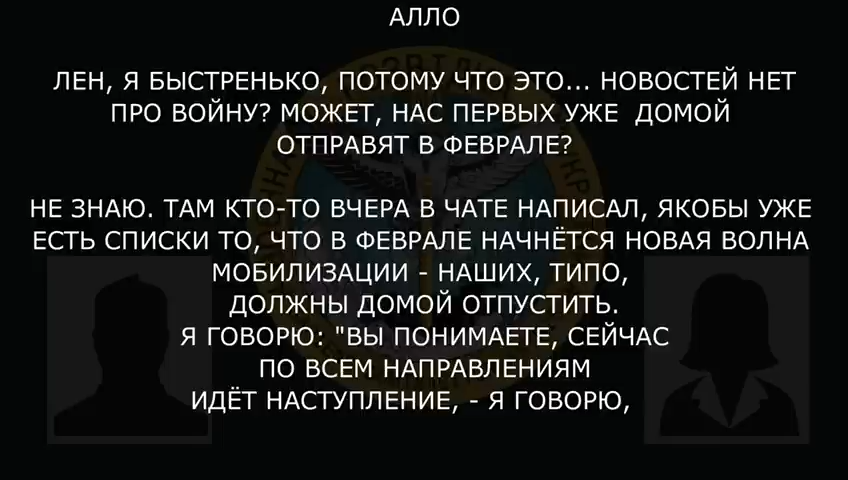 АЛЛО
ЛЕН, Я БЫСТРЕНЬКО, ПОТОМУ ЧТО ЭТО... НОВОСТЕЙ НЕТ
ПРО ВОЙНУ? МОЖЕТ, НАС ПЕРВЫХ УЖЕ ДОМОЙ
ОТПРАВЯТ В ФЕВРАЛЕ?
НЕ ЗНАЮ. ТАМ КТО-ТО ВЧЕРА В ЧАТЕ НАПИСАЛ, ЯКОБЫ УЖЕ
ЕСТЬ СПИСКИ ТО, ЧТО В ФЕВРАЛЕ НАЧНЁТСЯ НОВАЯ ВОЛНА
МОБИЛИЗАЦИИ - НАШИХ, ТИПО,
ДОЛЖНЫ ДОМОЙ ОТПУСТИТЬ.
Я ГОВОРЮ: "ВЫ ПОНИМАЕТЕ, СЕЙЧАС
ПО ВСЕМ НАПРАВЛЕНИЯМ
ИДЁТ НАСТУПЛЕНИЕ, - Я ГОВОРЮ,